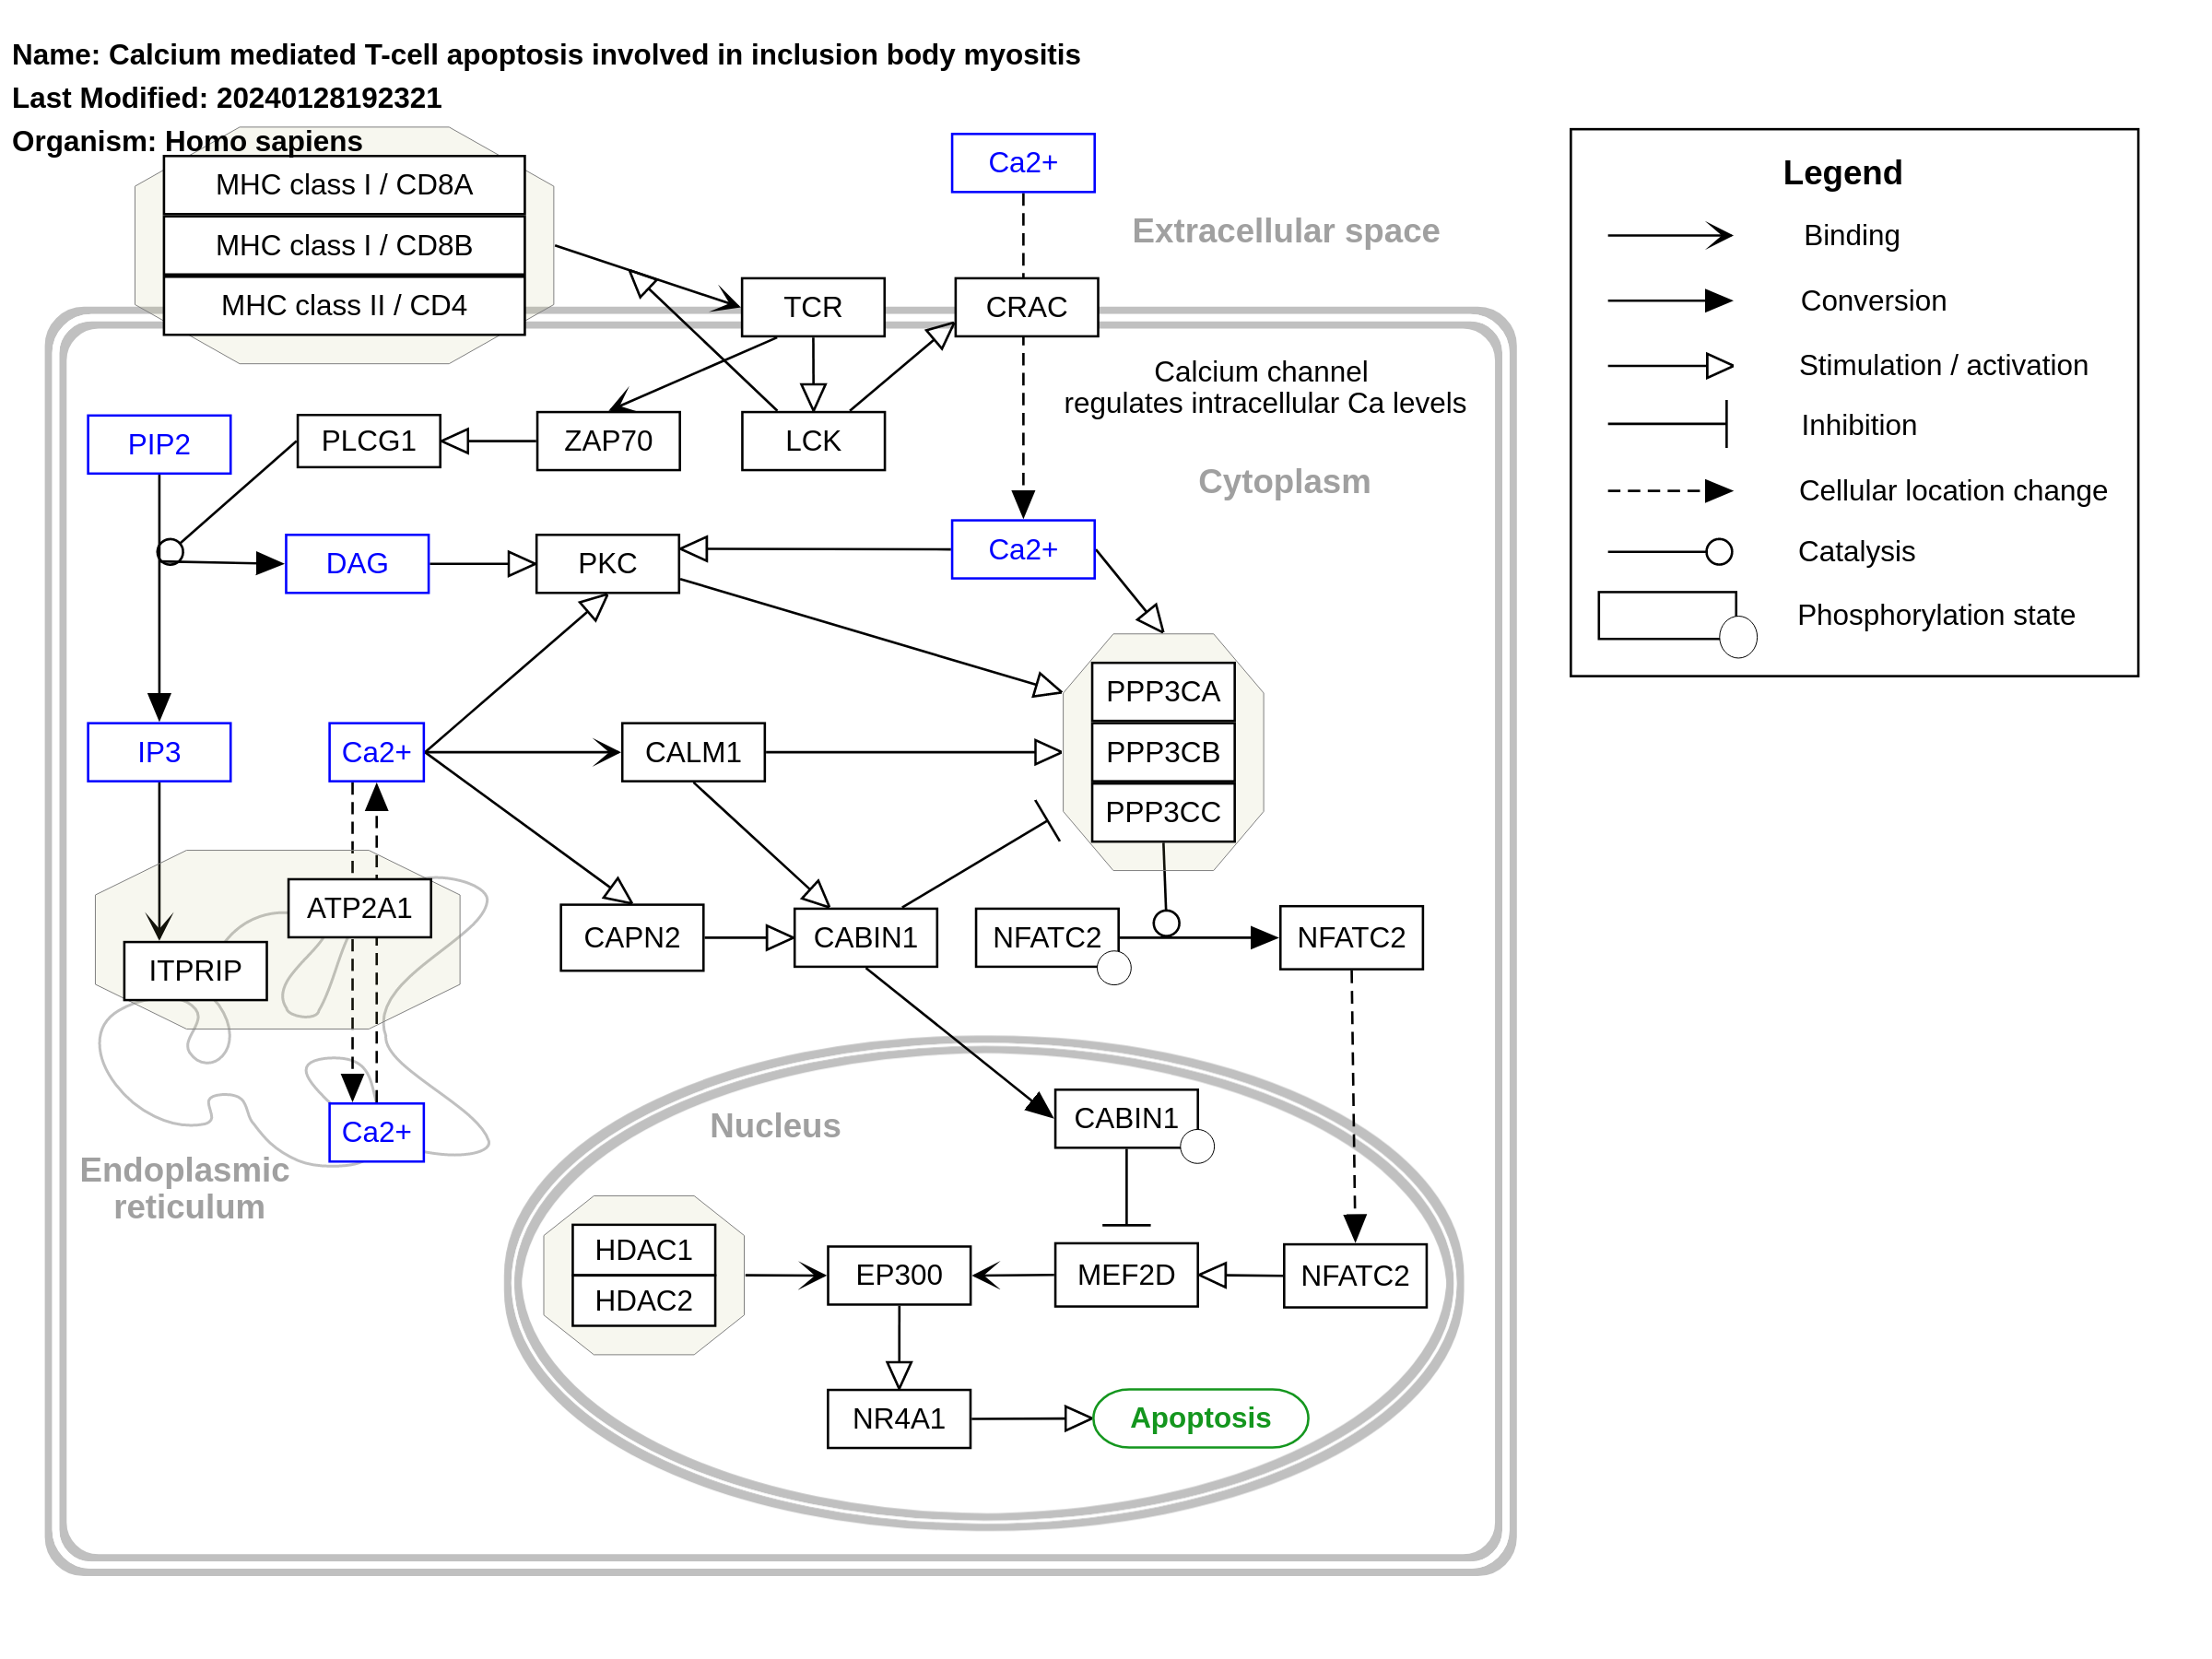 Name: Calcium mediated T-cell apoptosis involved in inclusion body myositis
Last Modified: 20240128192321
Organism: Homo sapiens
MHC class I / CD8A
MHC class I / CD8B
MHC class II / CD4
Ca2+
Extracellular space
TCR
CRAC
Calcium channel
regulates intracellular Ca levels
PIP2
PLCG1
ZAP70
LCK
Cytoplasm
DAG
PKC
Ca2+
PPP3CA
PPP3CB
PPP3CC
IP3
Ca2+
CALM1
ATP2A1
ITPRIP
CAPN2
CABIN1
NFATC2
NFATC2
Ca2+
Endoplasmic
reticulum
Nucleus
CABIN1
HDAC1
HDAC2
EP300
MEF2D
NFATC2
NR4A1
Apoptosis
Legend
Binding
Conversion
Stimulation / activation
Inhibition
Cellular location change
Catalysis
Phosphorylation state